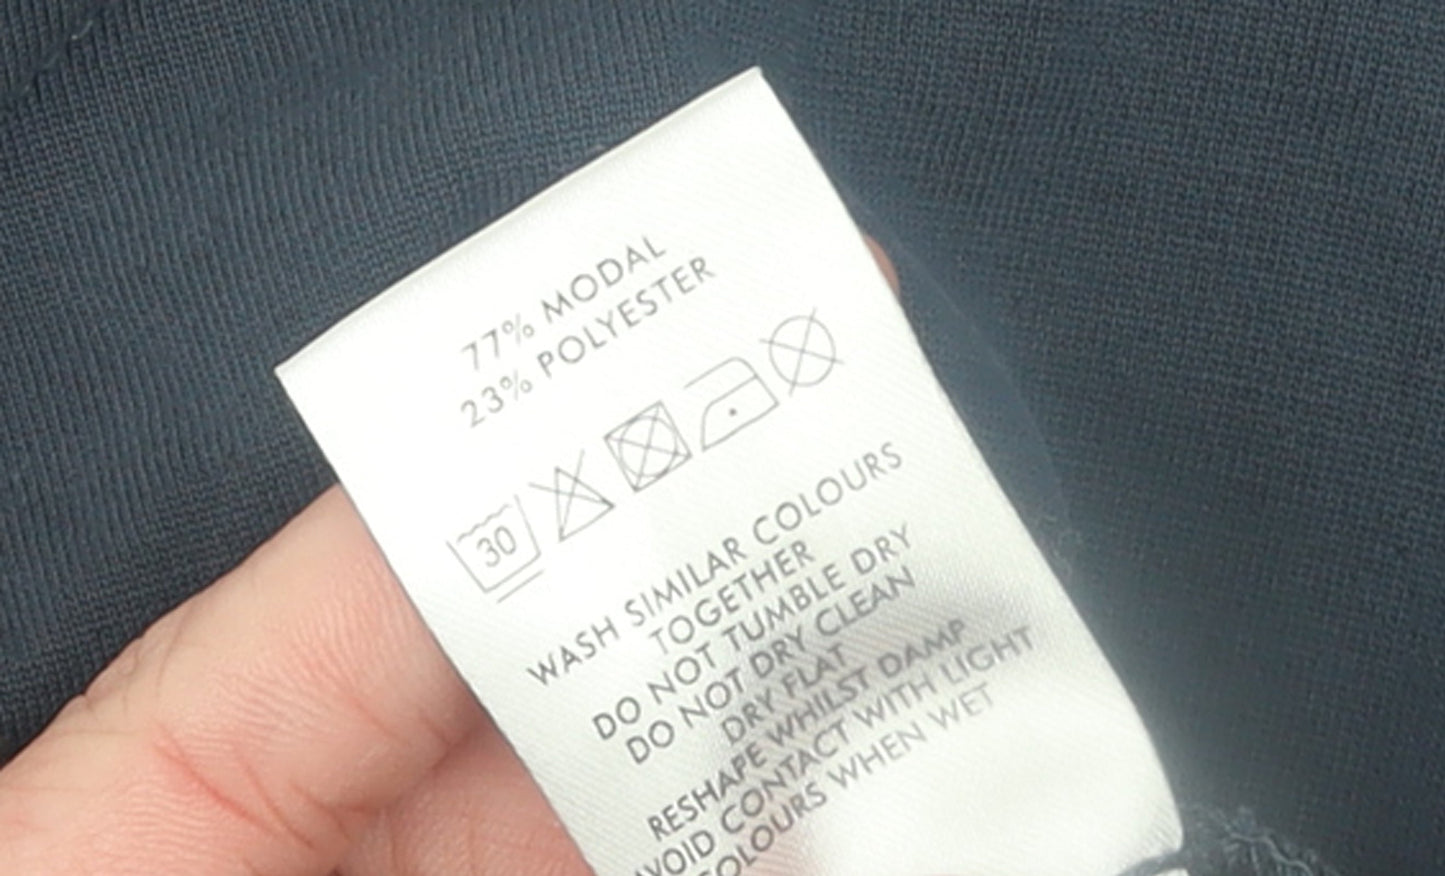 77% MODAL
23% POLYESTER
30
WASH SIMILAR COLOURS
TOGETHER
DO NOT TUMBLE DRY
DO NOT DRY CLEAN
DRY FLAT
RESHAPE WHILST DAMP
AVOID CONTACT WITH LIGHT
COLOURS WHEN WET